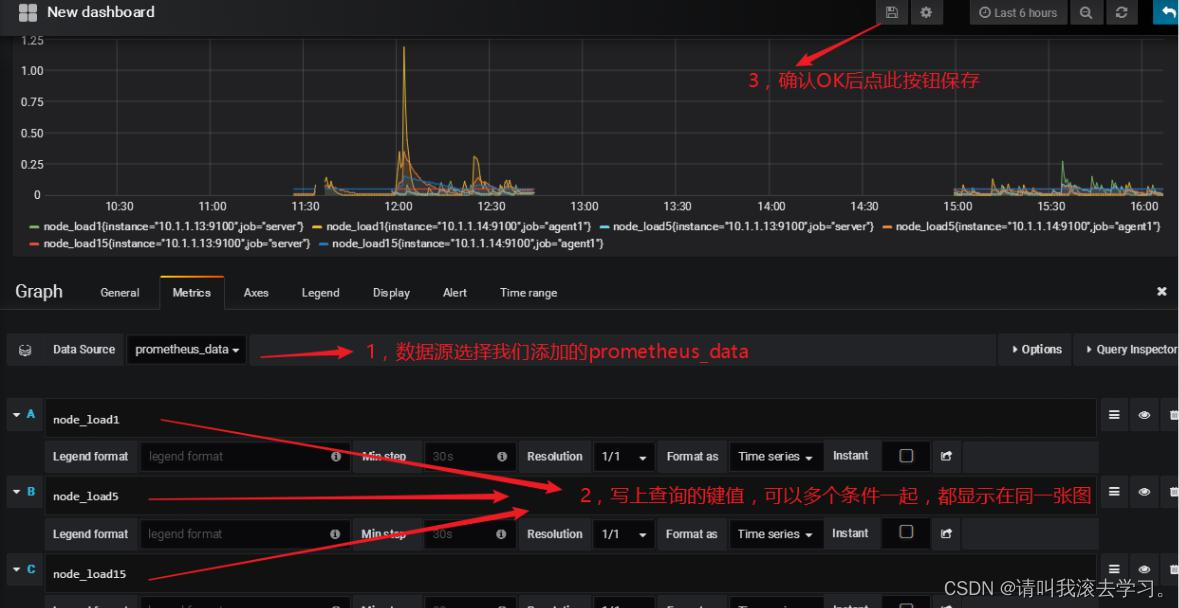 New dashboard
Last 6 hours
3，确认OK后点此按钮保存
1.25
1.00
0.75
0.50
0.25
0
10:30 11:00 11:30 12:00 12:30 13:00 13:30 14:00 14:30 15:00 15:30 16:00
node_load1{instance="10.1.1.13:9100",job="server"} node_load1{instance="10.1.1.14:9100",job="agent1"} node_load5{instance="10.1.1.13:9100",job="server"} node_load5{instance="10.1.1.14:9100",job="agent1"}
node_load15{instance="10.1.1.13:9100",job="server"} node_load15{instance="10.1.1.14:9100",job="agent1"}
Graph General Metrics Axes Legend Display Alert Time range
Data Source prometheus_data 1，数据源选择我们添加的prometheus_data Options Query Inspector
A node_load1
Legend format legend format Min step 30s Resolution 1/1 Format as Time series Instant
B node_load5 2，写上查询的键值，可以多个条件一起，都显示在同一张图
Legend format legend format Min step 30s Resolution 1/1 Format as Time series Instant
C node_load15
CSDN @请叫我滚去学习。